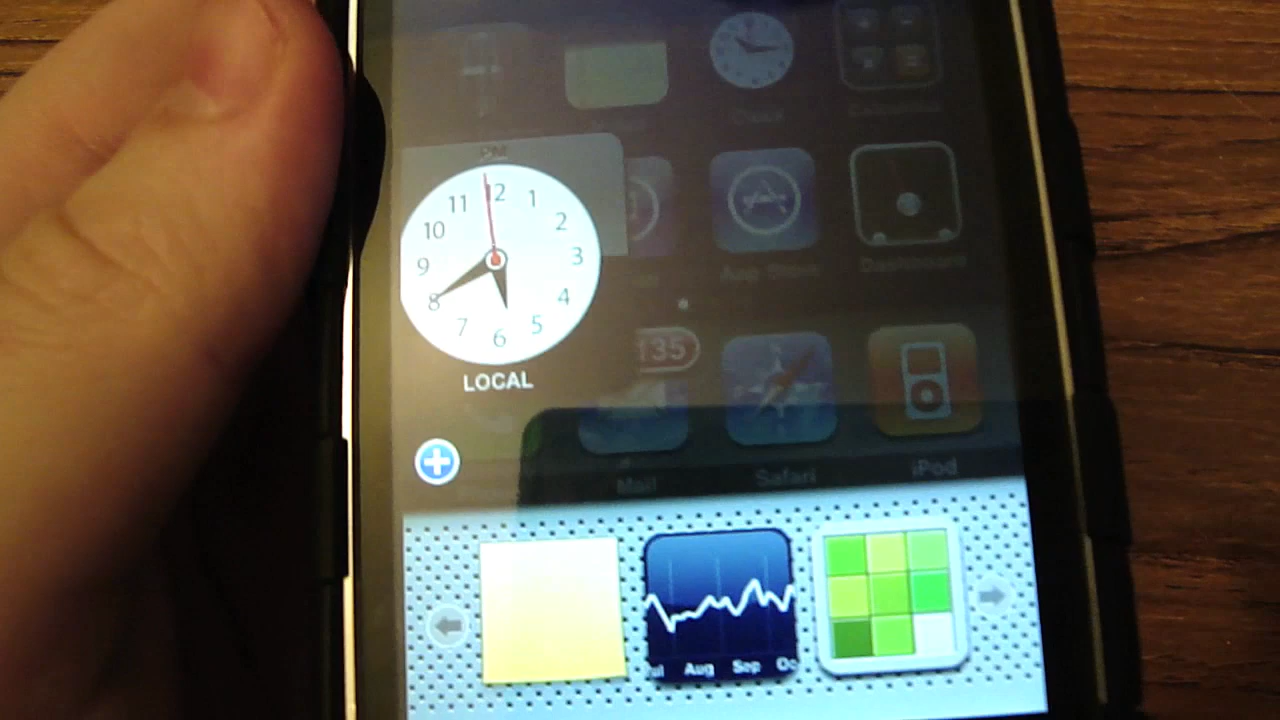 PM
12
11 1
10 2
9 3
8 4
7 5
6
LOCAL
Clock
App Store
Dashboard
135
Mail
Safari
iPod
Aug Sep